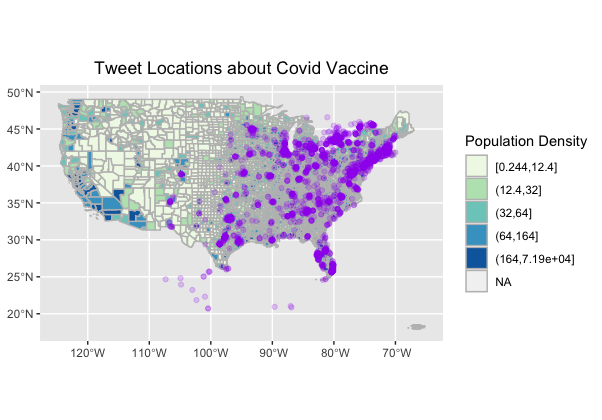 Tweet Locations about Covid Vaccine
50°N
45°N
40°N
35°N
30°N
25°N
20°N
120°W 110°W 100°W 90°W 80°W 70°W
Population Density
[0.244,12.4]
(12.4,32]
(32,64]
(64,164]
(164,7.19e+04]
NA